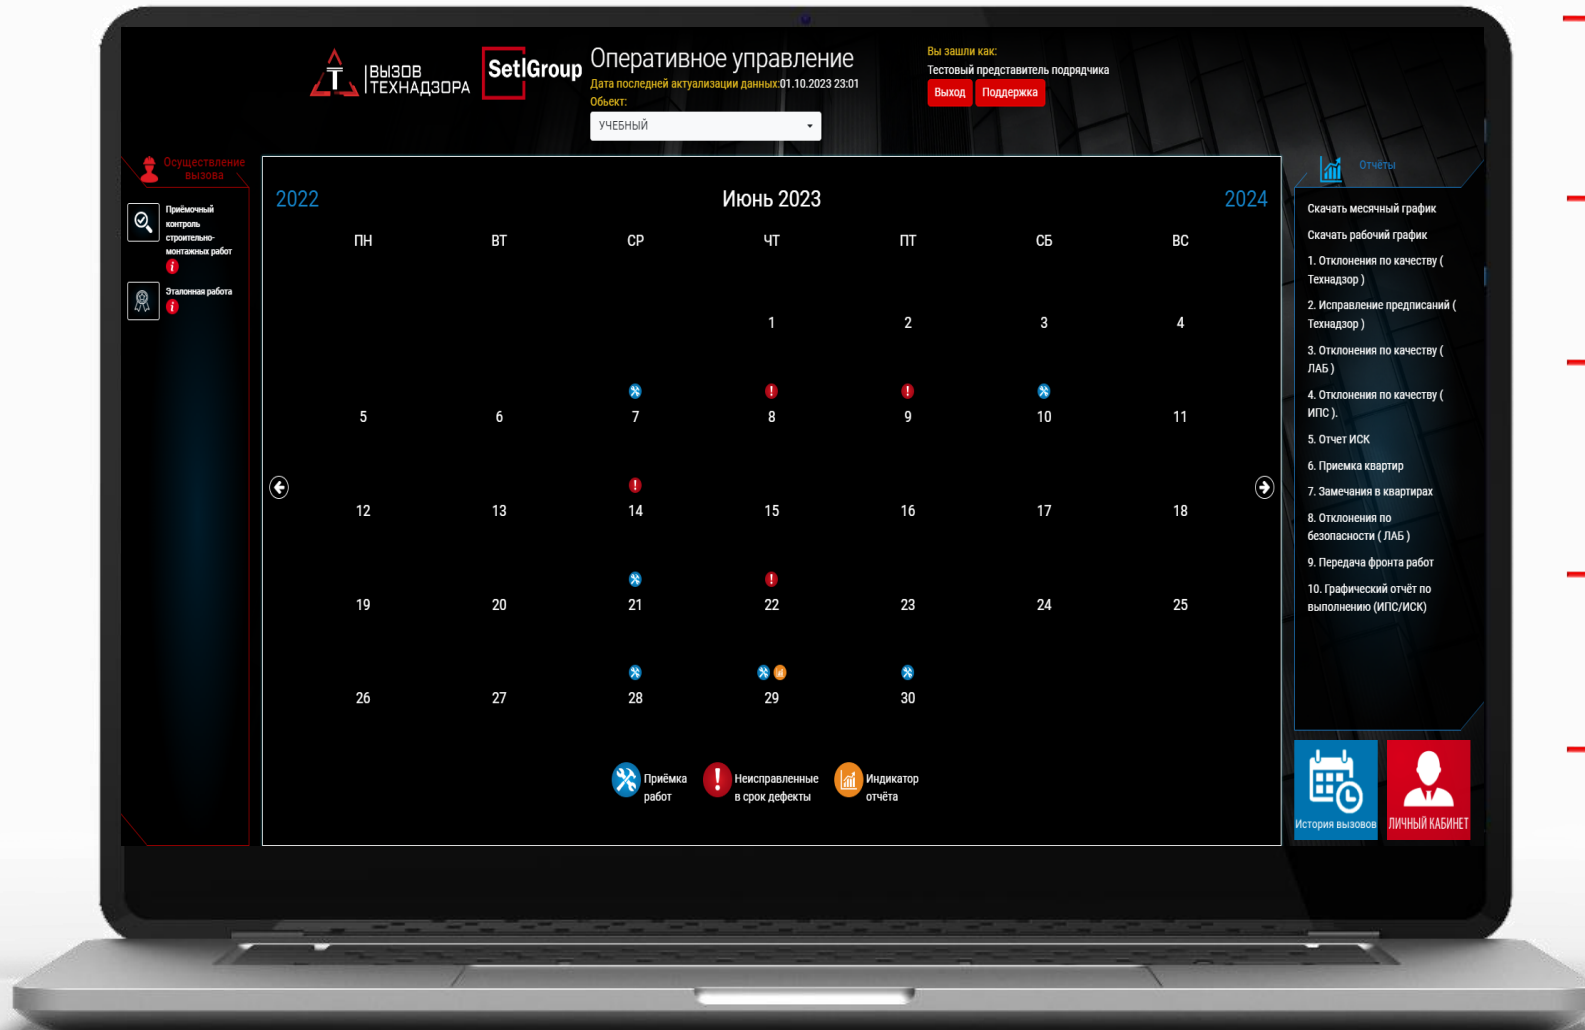 ВЫЗОВ
ТЕХНАДЗОРА
SetlGroup
Оперативное управление
Дата последней актуализации данных:01.10.2023 23:01
Объект:
УЧЕБНЫЙ
Вы зашли как:
Тестовый представитель подрядчика
Выход Поддержка
Осуществление
вызова
Приёмочный
контроль
строительно-
монтажных работ
i
Эталонная работа
i
2022 Июнь 2023 2024
ПН ВТ СР ЧТ ПТ СБ ВС
1 2 3 4
5 6 7 8 9 10 11
12 13 14 15 16 17 18
19 20 21 22 23 24 25
26 27 28 29 30
Приёмка
работ
Неисправленные
в срок дефекты
Индикатор
отчёта
Отчёты
Скачать месячный график
Скачать рабочий график
1. Отклонения по качеству (
Технадзор )
2. Исправление предписаний (
Технадзор )
3. Отклонения по качеству (
ЛАБ )
4. Отклонения по качеству (
ИПС ).
5. Отчет ИСК
6. Приемка квартир
7. Замечания в квартирах
8. Отклонения по
безопасности ( ЛАБ )
9. Передача фронта работ
10. Графический отчёт по
выполнению (ИПС/ИСК)
История вызовов
ЛИЧНЫЙ КАБИНЕТ